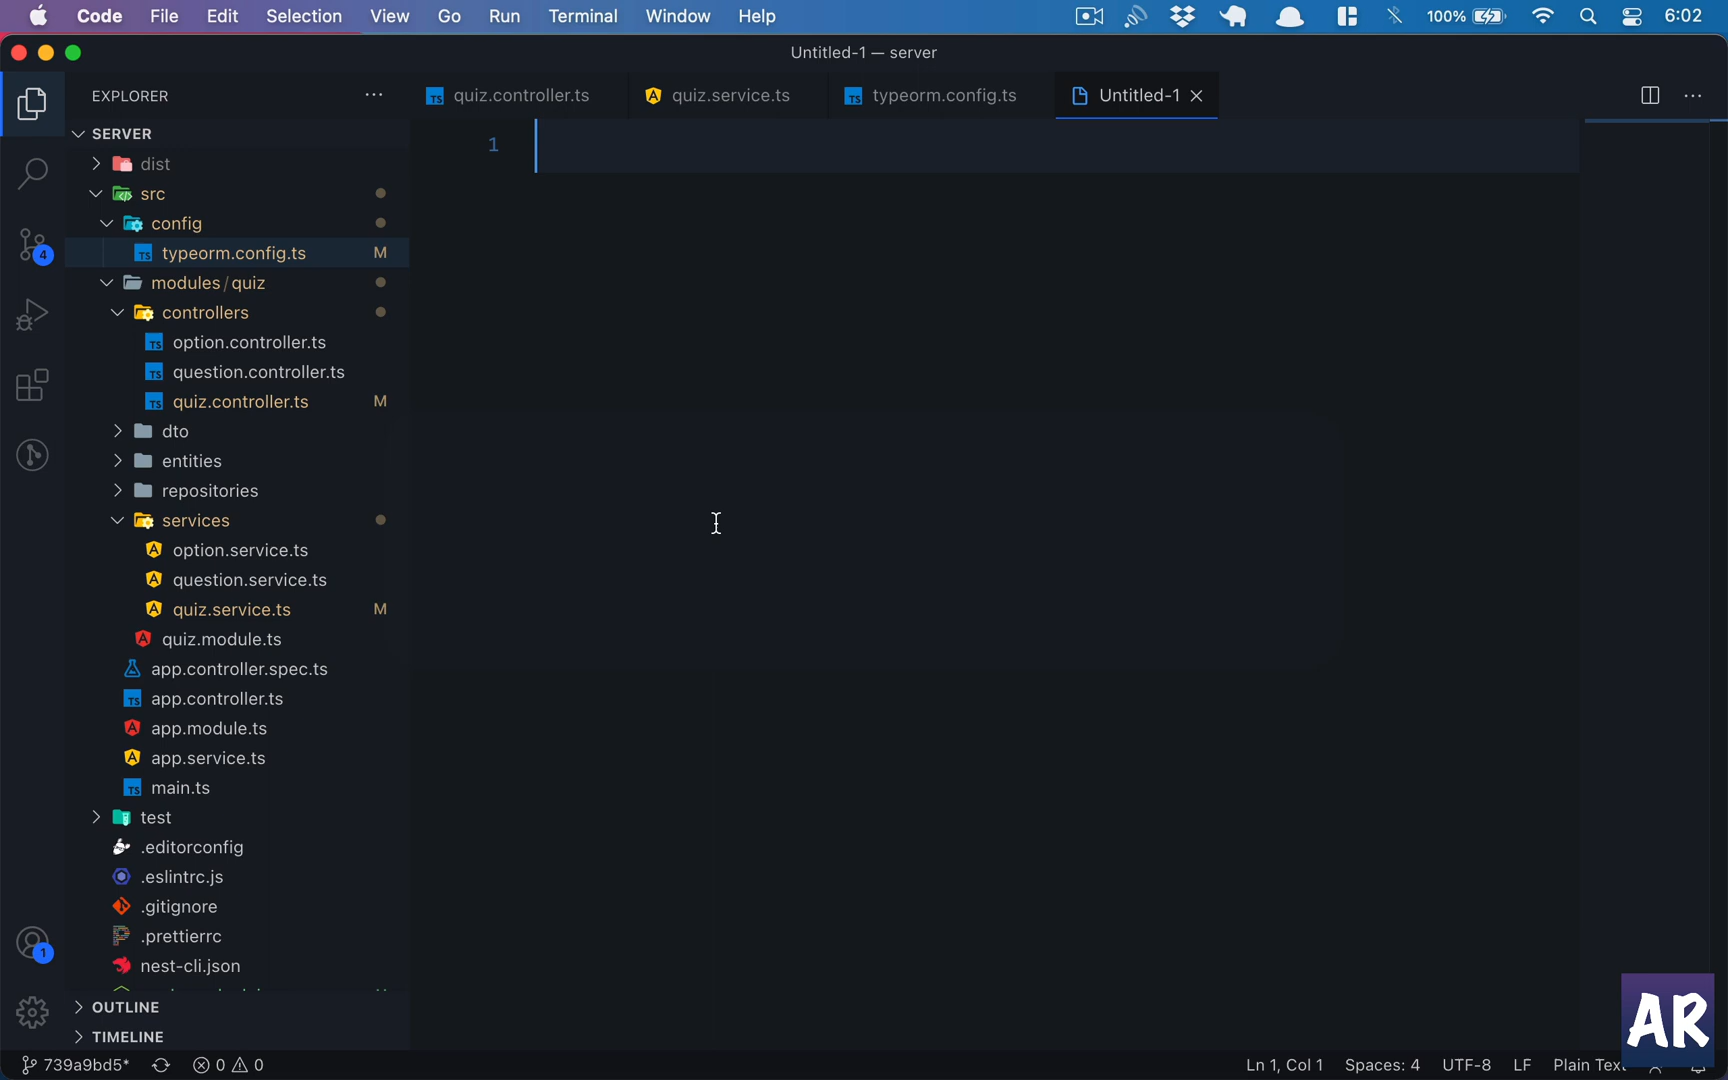 Code File Edit Selection View Go Run Terminal Window Help 100% 6:02
Untitled-1 — server
EXPLORER
quiz.controller.ts quiz.service.ts typeorm.config.ts Untitled-1
SERVER
1
dist
src
config
typeorm.config.ts M
4
modules / quiz
controllers
option.controller.ts
question.controller.ts
quiz.controller.ts M
dto
entities
repositories
services
option.service.ts
question.service.ts
quiz.service.ts M
quiz.module.ts
app.controller.spec.ts
app.controller.ts
app.module.ts
app.service.ts
main.ts
test
.editorconfig
.eslintrc.js
.gitignore
.prettierrc
1
nest-cli.json
OUTLINE
TIMELINE
AR
739a9bd5* 0 0 Ln 1, Col 1 Spaces: 4 UTF-8 LF Plain Text